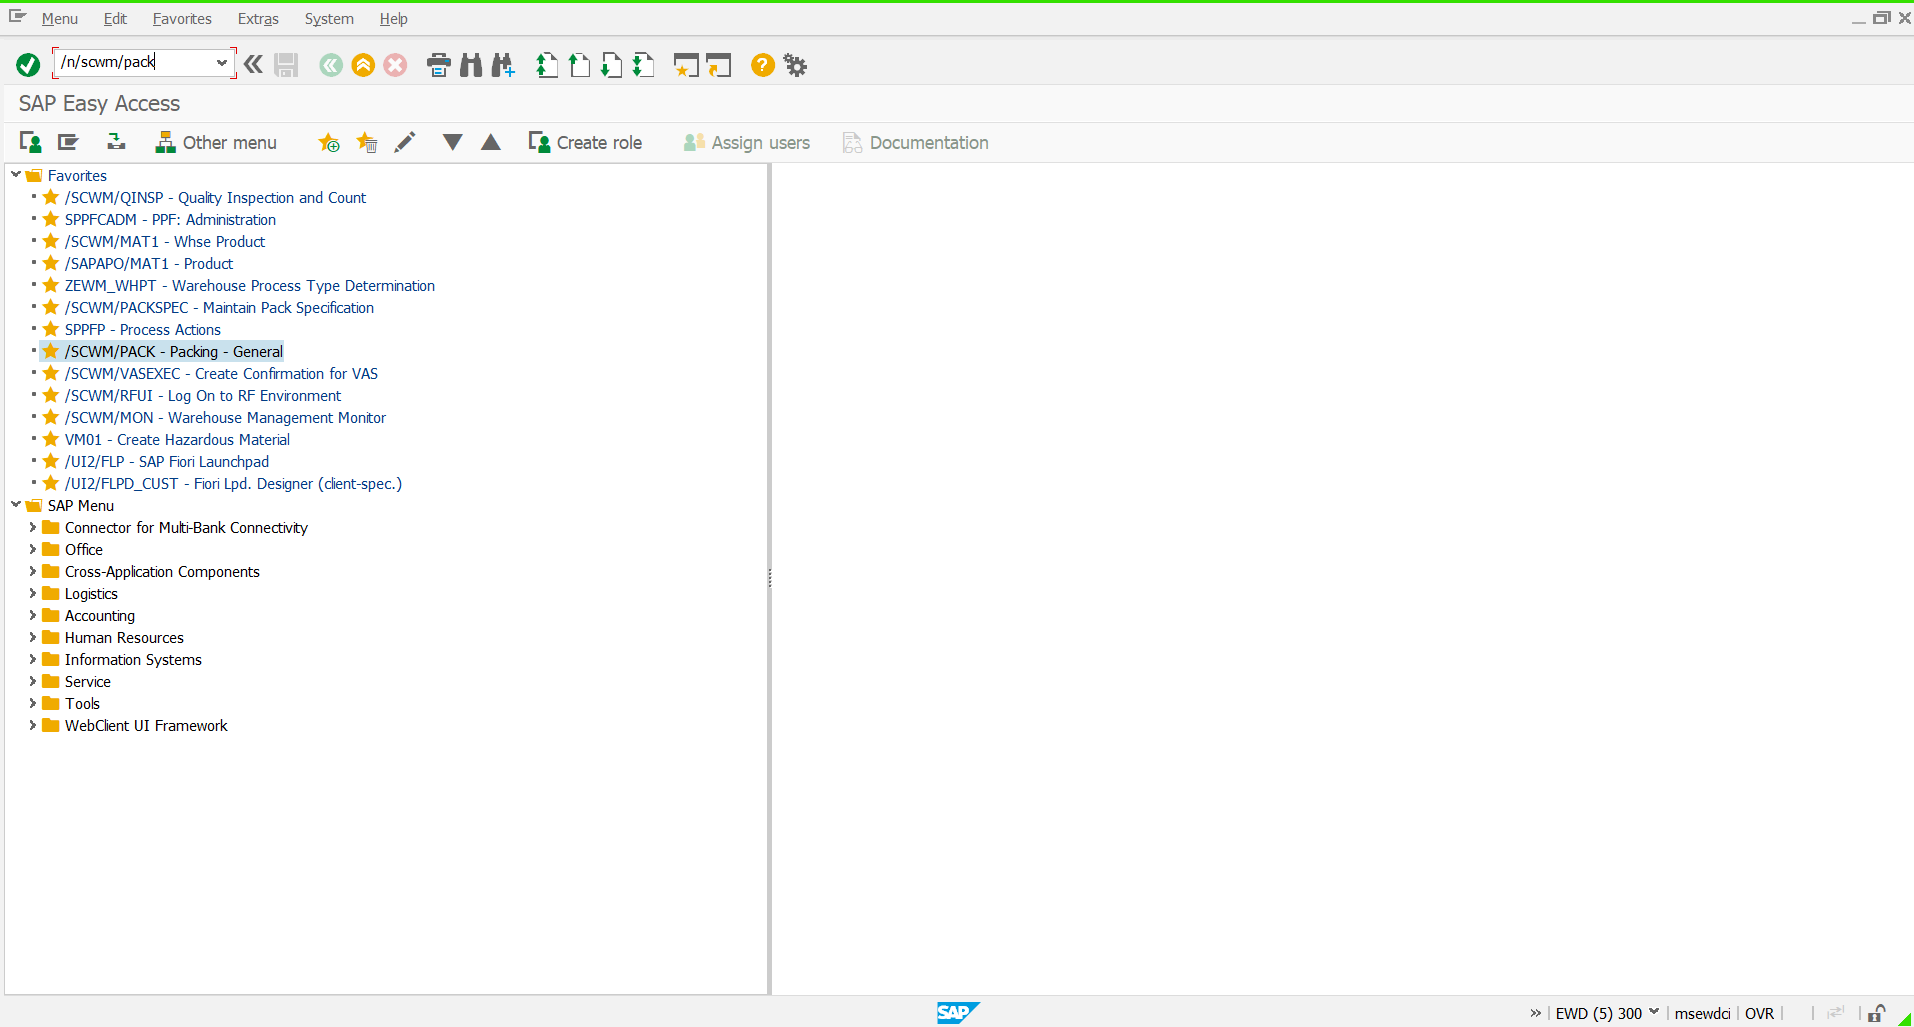 Menu Edit Favorites Extras System Help
/n/scwm/pack
SAP Easy Access
Other menu Create role Assign users Documentation
Favorites
/SCWM/QINSP - Quality Inspection and Count
SPPFCADM - PPF: Administration
/SCWM/MAT1 - Whse Product
/SAPAPO/MAT1 - Product
ZEWM_WHPT - Warehouse Process Type Determination
/SCWM/PACKSPEC - Maintain Pack Specification
SPPFP - Process Actions
/SCWM/PACK - Packing - General
/SCWM/VASEXEC - Create Confirmation for VAS
/SCWM/RFUI - Log On to RF Environment
/SCWM/MON - Warehouse Management Monitor
VM01 - Create Hazardous Material
/UI2/FLP - SAP Fiori Launchpad
/UI2/FLPD_CUST - Fiori Lpd. Designer (client-spec.)
SAP Menu
Connector for Multi-Bank Connectivity
Office
Cross-Application Components
Logistics
Accounting
Human Resources
Information Systems
Service
Tools
WebClient UI Framework
SAP EWD (5) 300 msewdci OVR